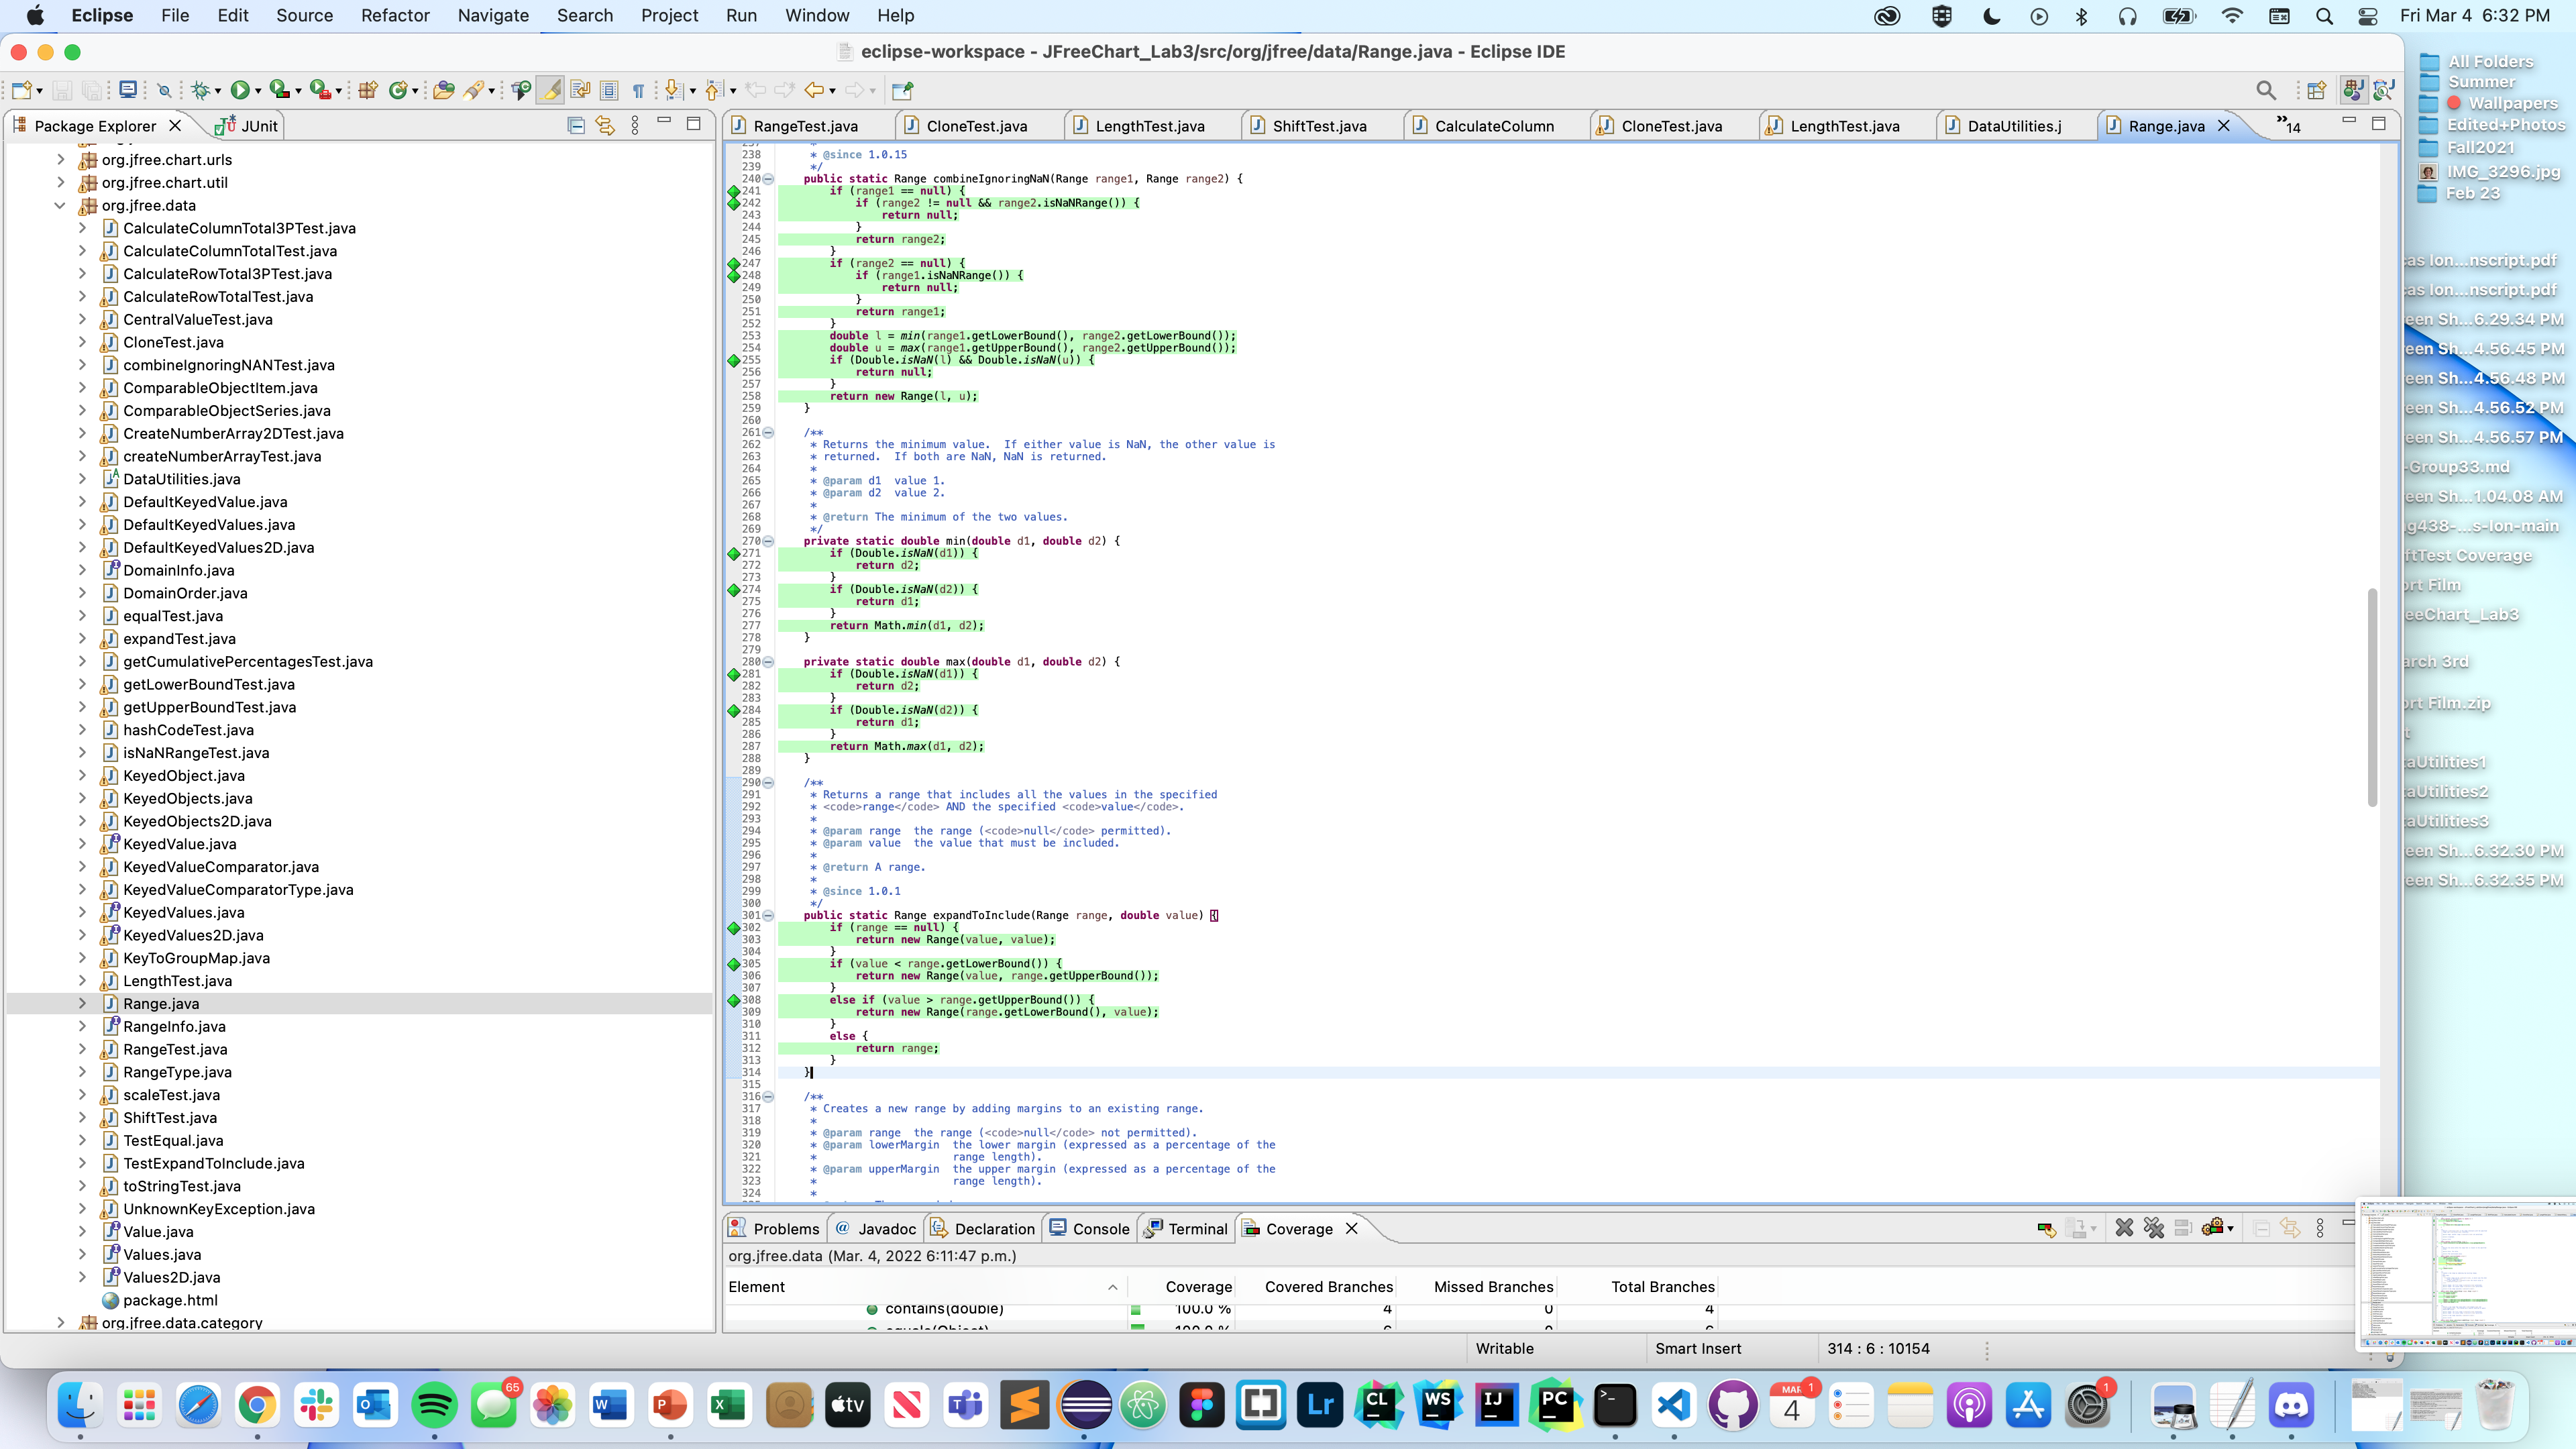 Eclipse File Edit Source Refactor Navigate Search Project Run Window Help
Fri Mar 4 6:32 PM
eclipse-workspace - JFreeChart_Lab3/src/org/jfree/data/Range.java - Eclipse IDE
Package Explorer
JUnit
RangeTest.java
CloneTest.java
LengthTest.java
ShiftTest.java
CalculateColumn
CloneTest.java
LengthTest.java
DataUtilities.j
Range.java
14
org.jfree.chart.urls
org.jfree.chart.util
org.jfree.data
CalculateColumnTotal3PTest.java
CalculateColumnTotalTest.java
CalculateRowTotal3PTest.java
CalculateRowTotalTest.java
CentralValueTest.java
CloneTest.java
combineIgnoringNANTest.java
ComparableObjectItem.java
ComparableObjectSeries.java
CreateNumberArray2DTest.java
createNumberArrayTest.java
DataUtilities.java
DefaultKeyedValue.java
DefaultKeyedValues.java
DefaultKeyedValues2D.java
DomainInfo.java
DomainOrder.java
equalTest.java
expandTest.java
getCumulativePercentagesTest.java
getLowerBoundTest.java
getUpperBoundTest.java
hashCodeTest.java
isNaNRangeTest.java
KeyedObject.java
KeyedObjects.java
KeyedObjects2D.java
KeyedValue.java
KeyedValueComparator.java
KeyedValueComparatorType.java
KeyedValues.java
KeyedValues2D.java
KeyToGroupMap.java
LengthTest.java
Range.java
RangeInfo.java
RangeTest.java
RangeType.java
scaleTest.java
ShiftTest.java
TestEqual.java
TestExpandToInclude.java
toStringTest.java
UnknownKeyException.java
Value.java
Values.java
Values2D.java
package.html
org.jfree.data.category
238 * @since 1.0.15
239 */
240 public static Range combineIgnoringNaN(Range range1, Range range2) {
241 if (range1 == null) {
242 if (range2 != null && range2.isNaNRange()) {
243 return null;
244 }
245 return range2;
246 }
247 if (range2 == null) {
248 if (range1.isNaNRange()) {
249 return null;
250 }
251 return range1;
252 }
253 double l = min(range1.getLowerBound(), range2.getLowerBound());
254 double u = max(range1.getUpperBound(), range2.getUpperBound());
255 if (Double.isNaN(l) && Double.isNaN(u)) {
256 return null;
257 }
258 return new Range(l, u);
259 }
260
261 /**
262 * Returns the minimum value.  If either value is NaN, the other value is
263 * returned.  If both are NaN, NaN is returned.
264 *
265 * @param d1  value 1.
266 * @param d2  value 2.
267 *
268 * @return The minimum of the two values.
269 */
270 private static double min(double d1, double d2) {
271 if (Double.isNaN(d1)) {
272 return d2;
273 }
274 if (Double.isNaN(d2)) {
275 return d1;
276 }
277 return Math.min(d1, d2);
278 }
279
280 private static double max(double d1, double d2) {
281 if (Double.isNaN(d1)) {
282 return d2;
283 }
284 if (Double.isNaN(d2)) {
285 return d1;
286 }
287 return Math.max(d1, d2);
288 }
289
290 /**
291 * Returns a range that includes all the values in the specified
292 * <code>range</code> AND the specified <code>value</code>.
293 *
294 * @param range  the range (<code>null</code> permitted).
295 * @param value  the value that must be included.
296 *
297 * @return A range.
298 *
299 * @since 1.0.1
300 */
301 public static Range expandToInclude(Range range, double value) {
302 if (range == null) {
303 return new Range(value, value);
304 }
305 if (value < range.getLowerBound()) {
306 return new Range(value, range.getUpperBound());
307 }
308 else if (value > range.getUpperBound()) {
309 return new Range(range.getLowerBound(), value);
310 }
311 else {
312 return range;
313 }
314 }
315
316 /**
317 * Creates a new range by adding margins to an existing range.
318 *
319 * @param range  the range (<code>null</code> not permitted).
320 * @param lowerMargin  the lower margin (expressed as a percentage of the
321 * range length).
322 * @param upperMargin  the upper margin (expressed as a percentage of the
323 * range length).
324 *
Problems
Javadoc
Declaration
Console
Terminal
Coverage
org.jfree.data (Mar. 4, 2022 6:11:47 p.m.)
Element Coverage Covered Branches Missed Branches Total Branches
contains(double) 100.0 % 4 0 4
equals(Object) 100.0 % 6 0 6
Writable
Smart Insert
314 : 6 : 10154
All Folders
Summer
Wallpapers
Edited+Photos
Fall2021
IMG_3296.jpg
Feb 23
as lon...nscript.pdf
as lon...nscript.pdf
een Sh...6.29.34 PM
een Sh...4.56.45 PM
een Sh...4.56.48 PM
een Sh...4.56.52 PM
een Sh...4.56.57 PM
-Group33.md
een Sh...1.04.08 AM
g438-...s-lon-main
ftTest Coverage
ort Film
eeChart_Lab3
arch 3rd
ort Film.zip
t
aUtilities1
aUtilities2
aUtilities3
een Sh...6.32.30 PM
een Sh...6.32.35 PM
65
W
P
X
tv
Lr
CL
WS
IJ
PC
MAR
4
1
1